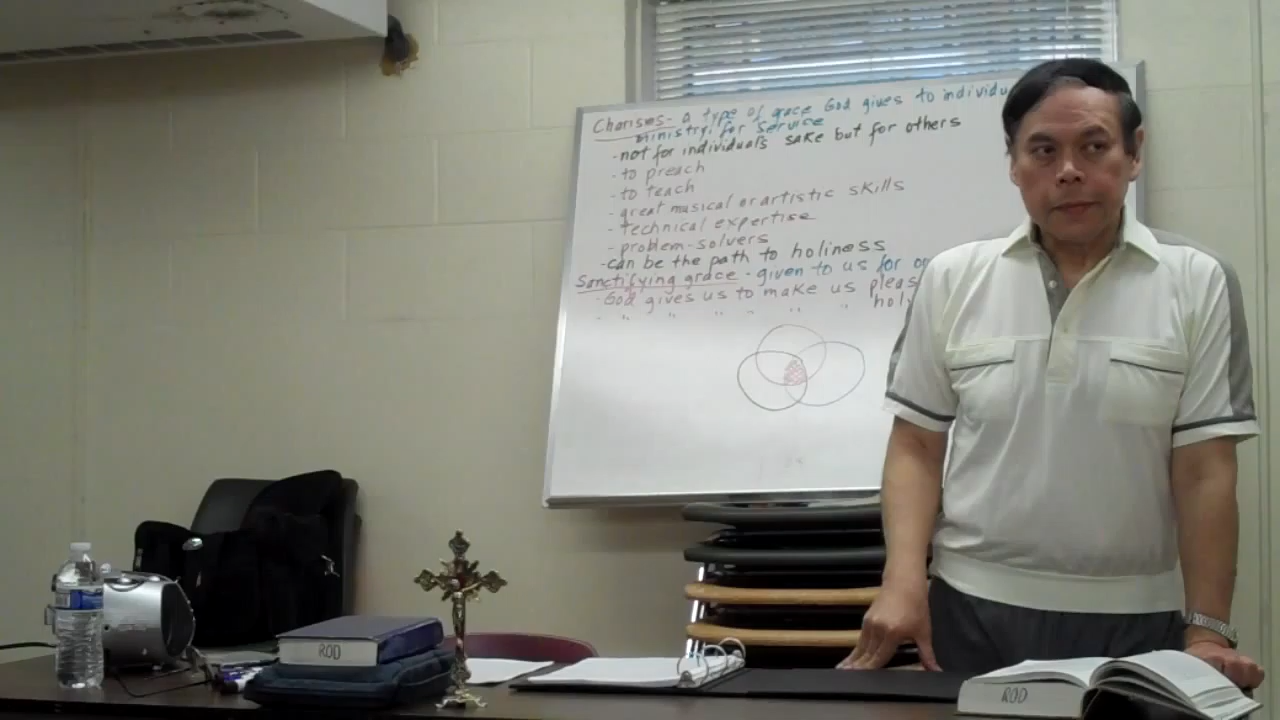 Charisms - a type of grace God gives to individu
ministry, for service
- not for individuals sake but for others
- to preach
- to teach
- great musical or artistic skills
- technical expertise
- problem-solvers
- can be the path to holiness
Sanctifying grace - given to us for
- God gives us to make us pleas
- " " " " " " holy
ROD
ROD